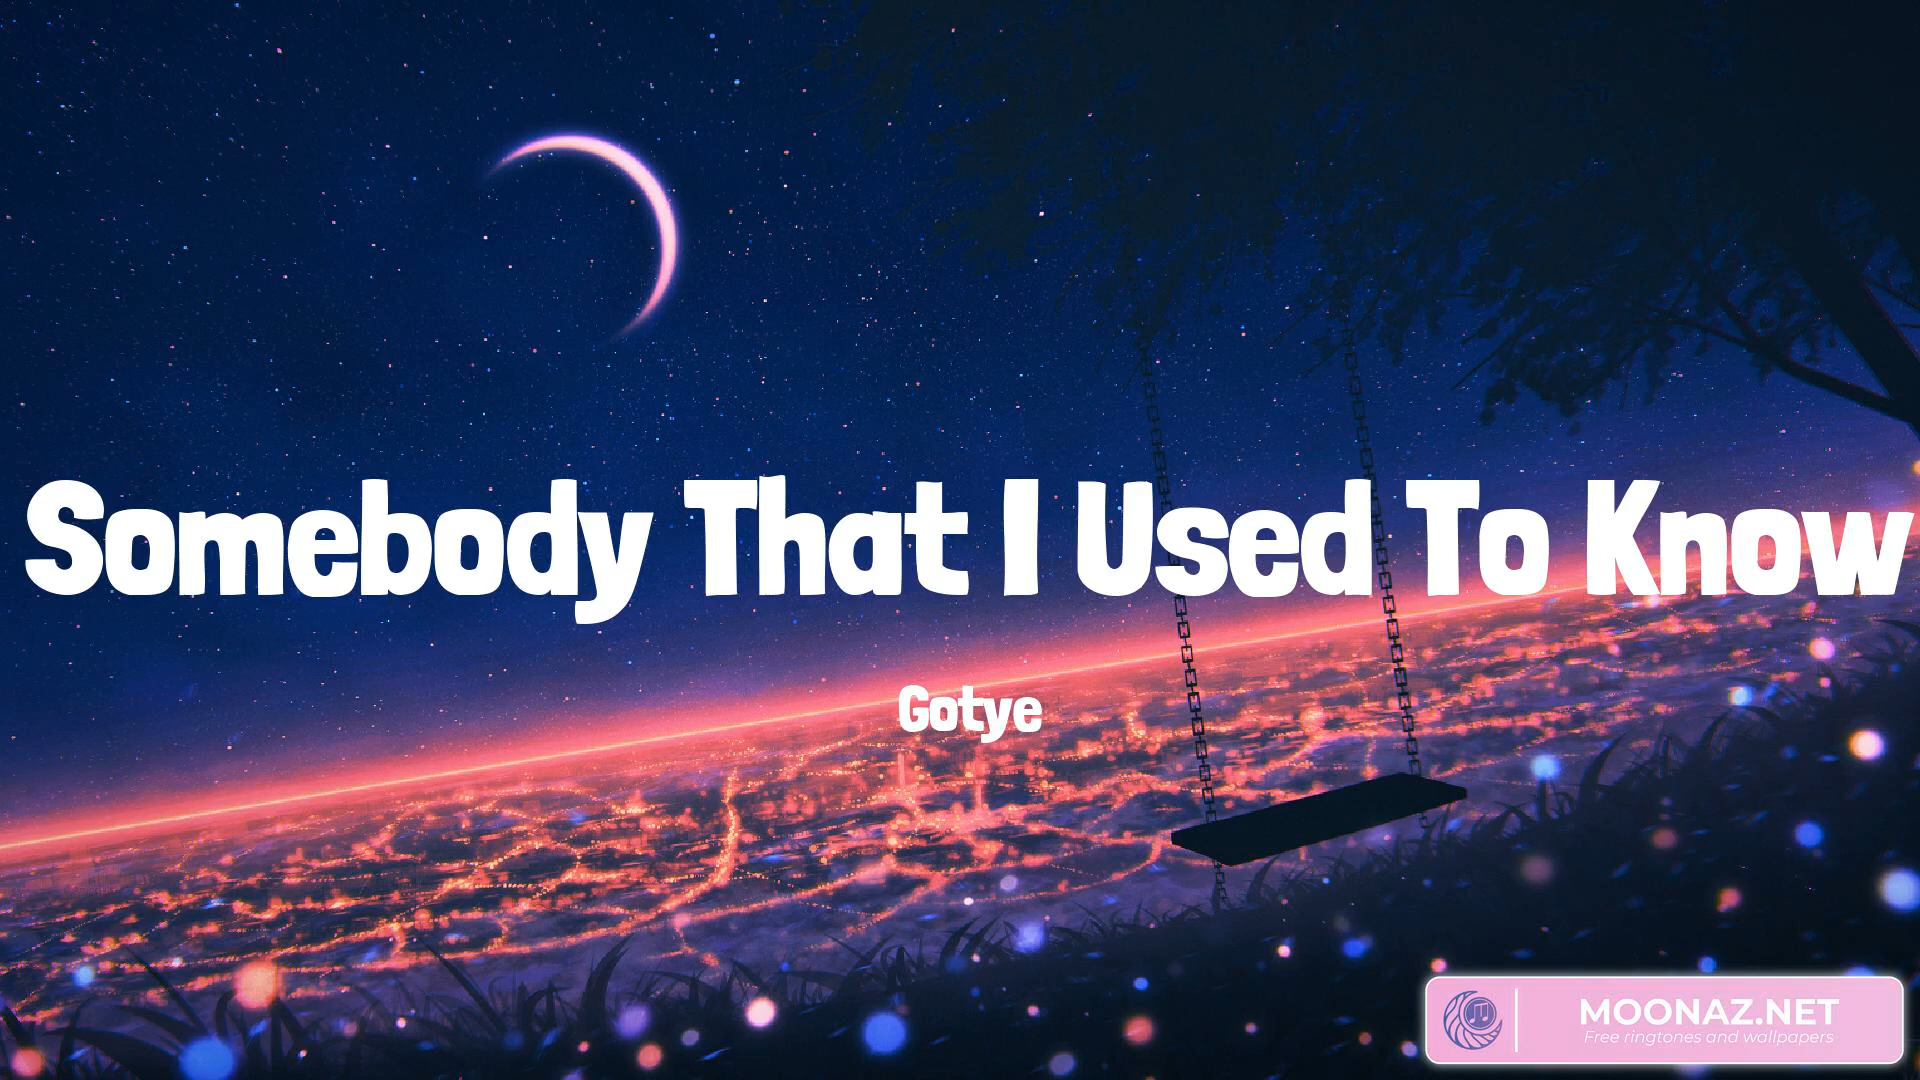 Somebody That I Used To Know
Gotye
MOONAZ.NET
Free ringtones and wallpapers